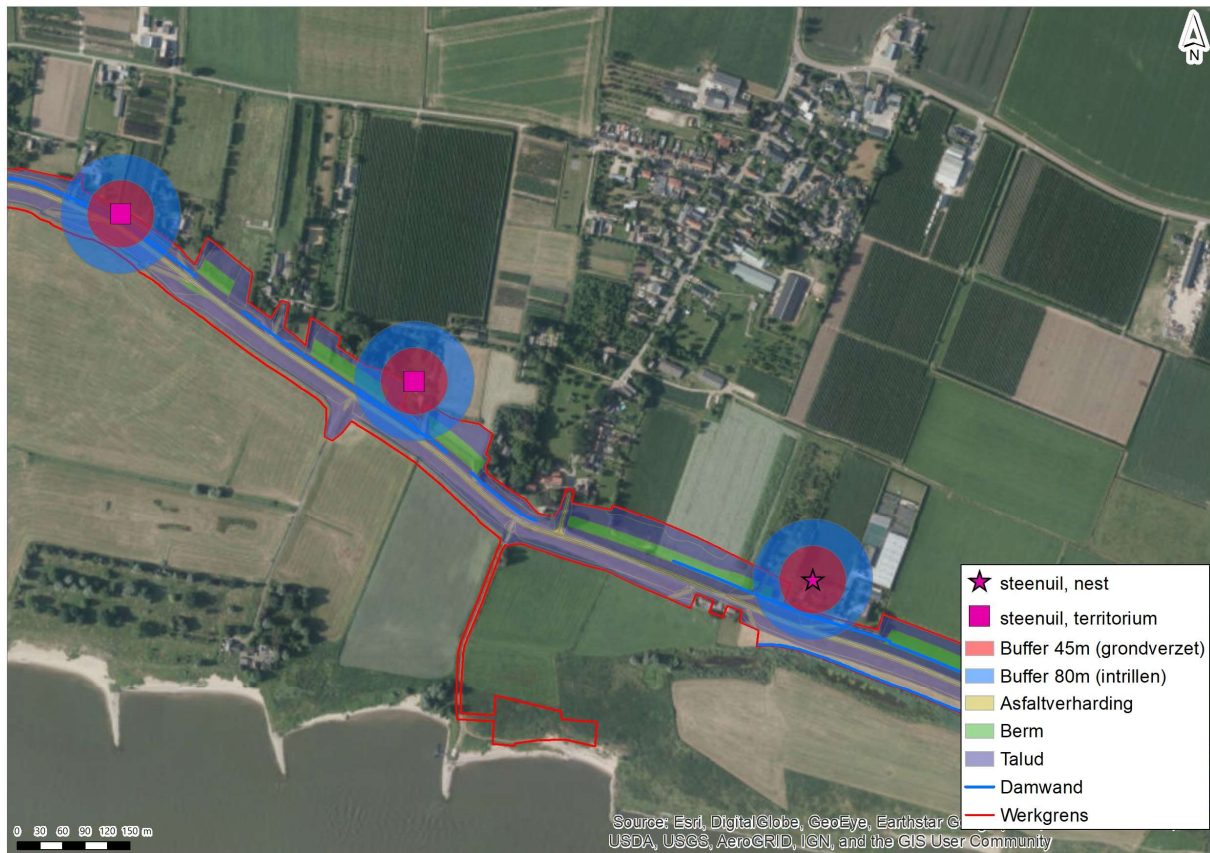 N
steenuil, nest
steenuil, territorium
Buffer 45m (grondverzet)
Buffer 80m (intrillen)
Asfaltverharding
Berm
Talud
Damwand
Werkgrens
0 30 60 90 120 150 m
Source: Esri, DigitalGlobe, GeoEye, Earthstar
USDA, USGS, AeroGRID, IGN, and the GIS User Community